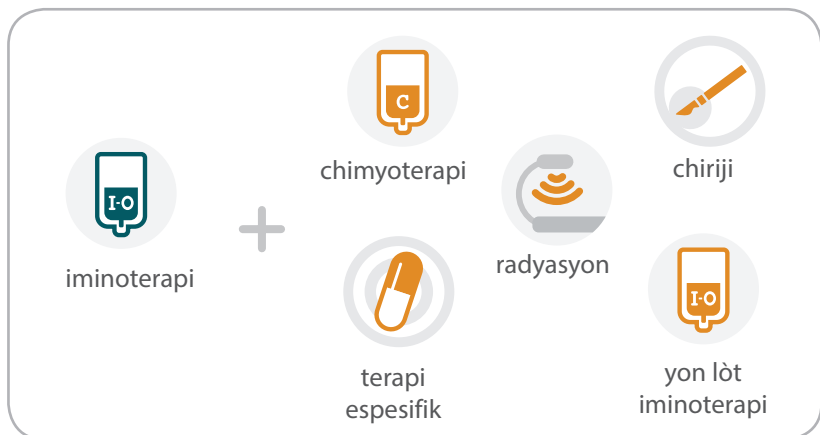 I-O
iminoterapi
C
chimyoterapi
terapi
espesifik
radyasyon
chiriji
I-O
yon lòt
iminoterapi